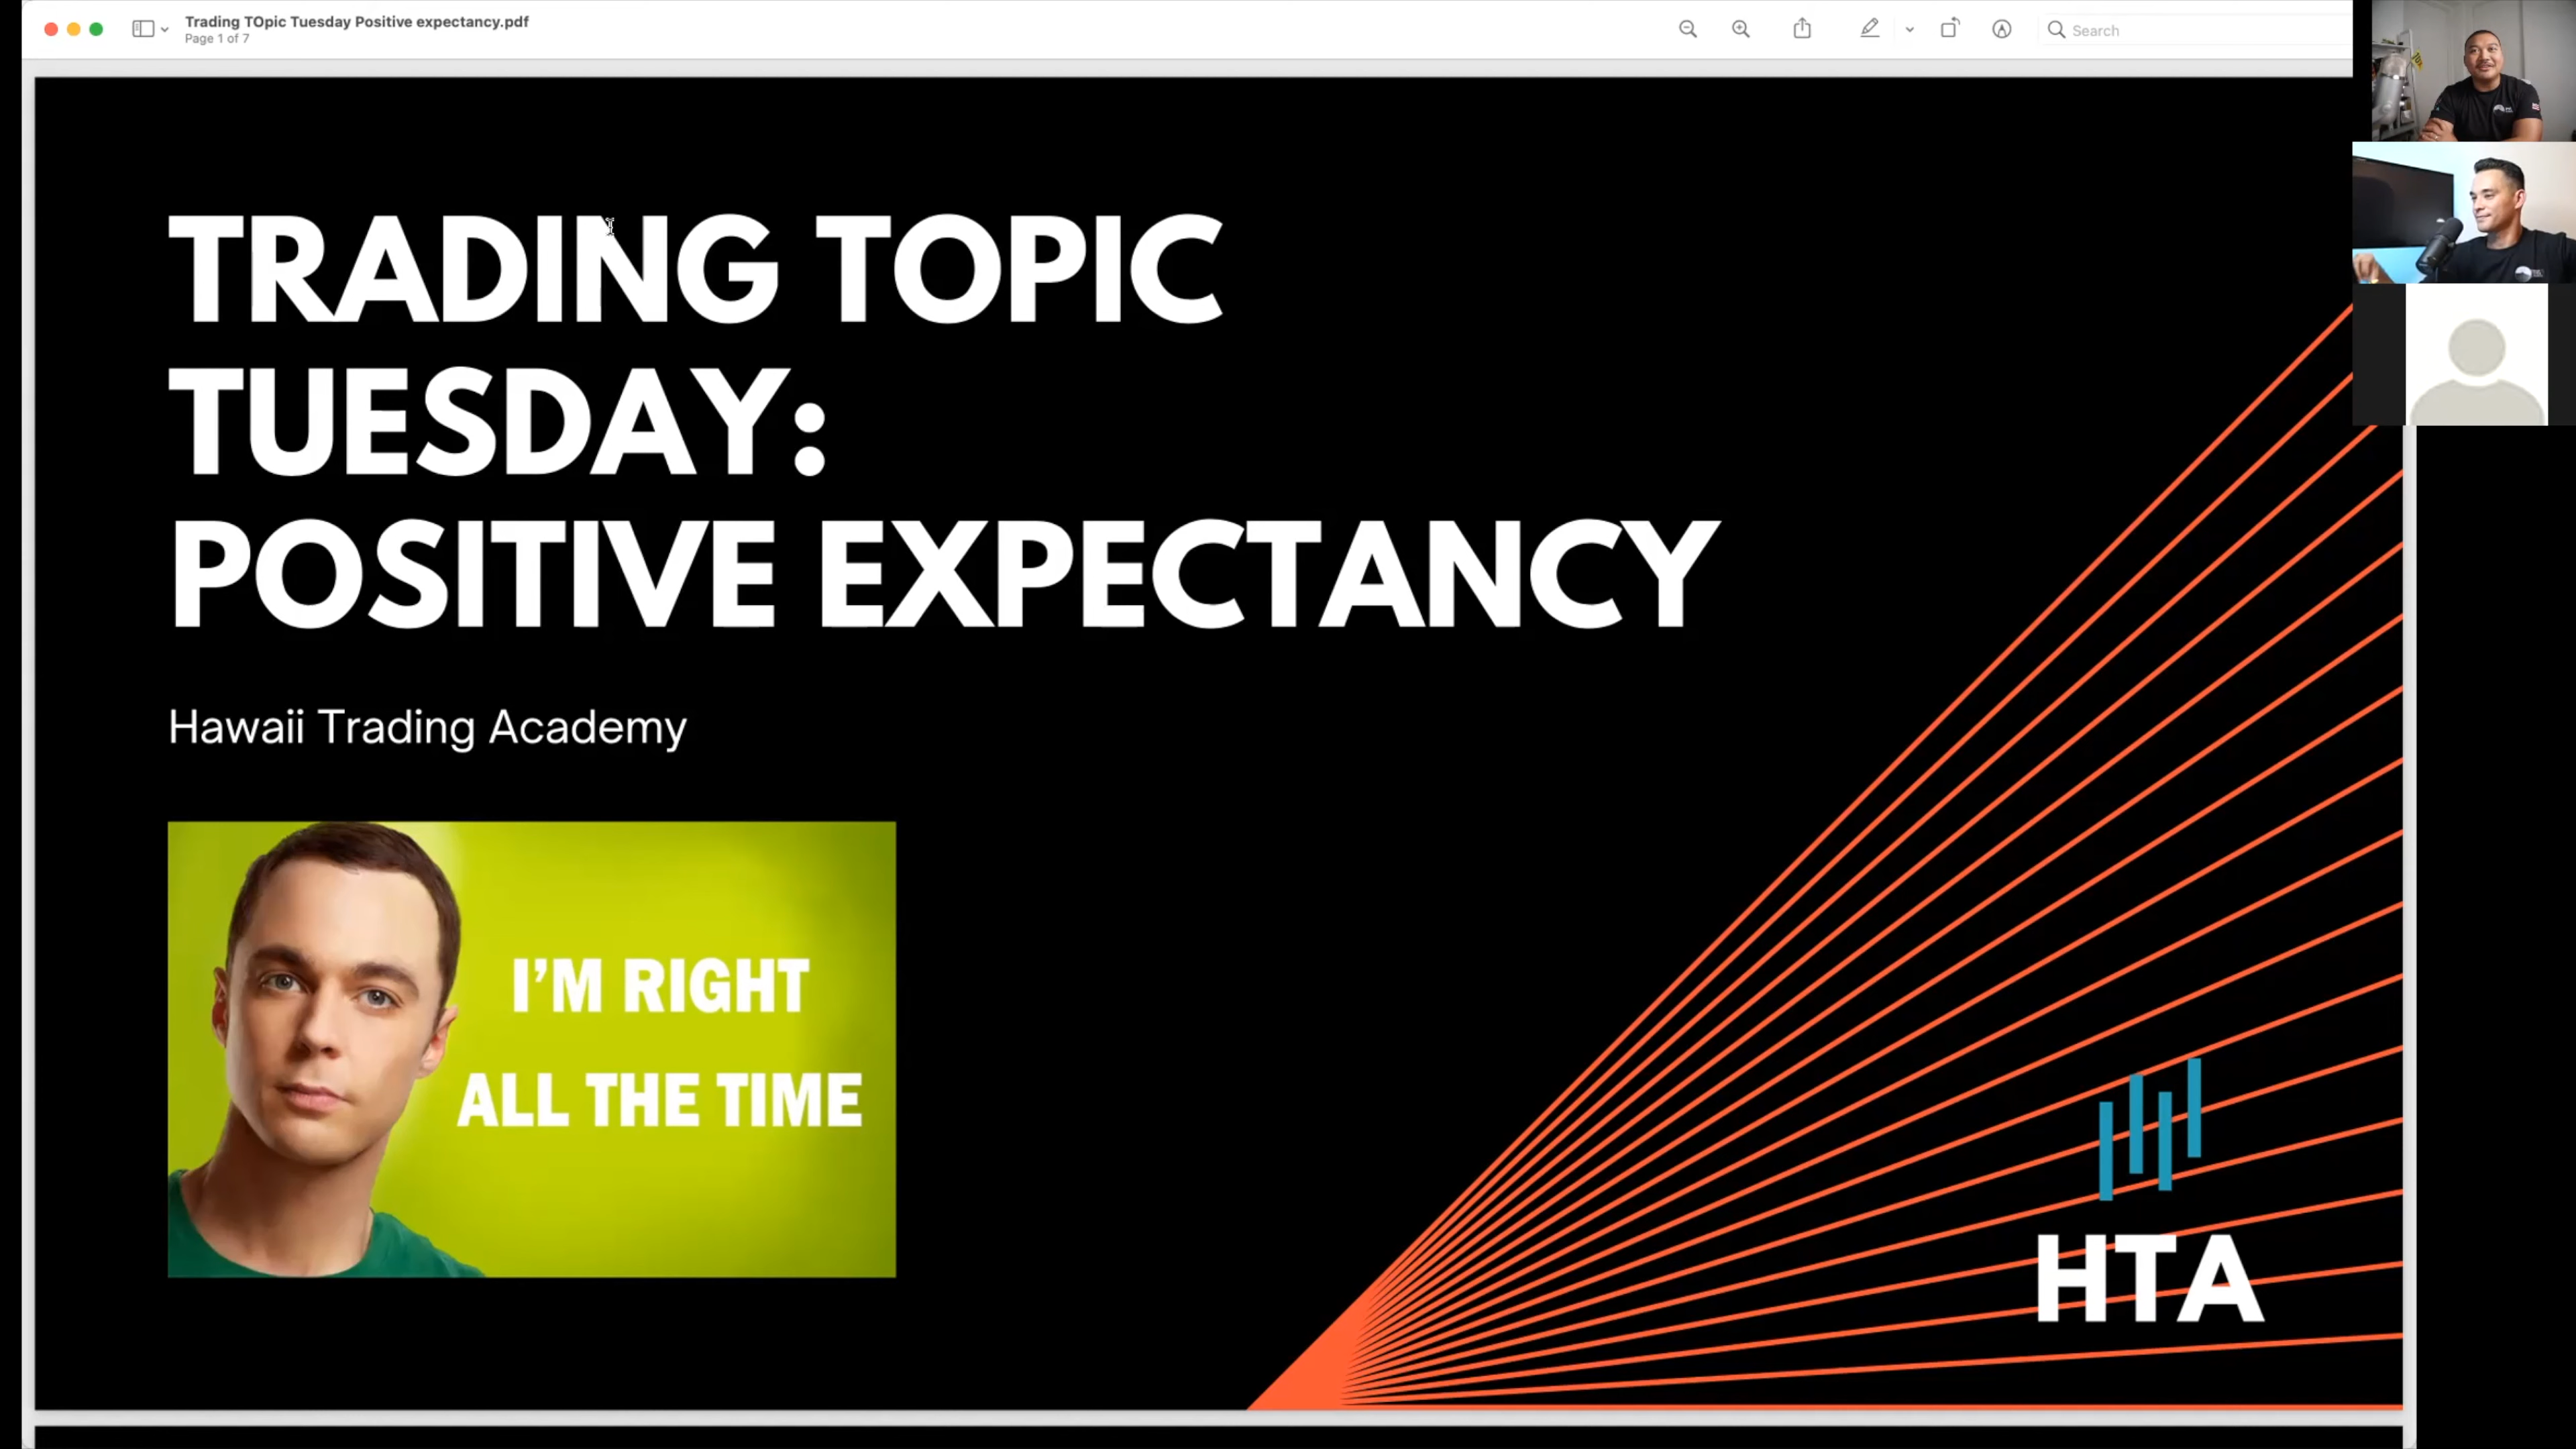 Trading TOpic Tuesday Positive expectancy.pdf
Page 1 of 7
Search
TRADING TOPIC
TUESDAY:
POSITIVE EXPECTANCY
Hawaii Trading Academy
I'M RIGHT
ALL THE TIME
HTA